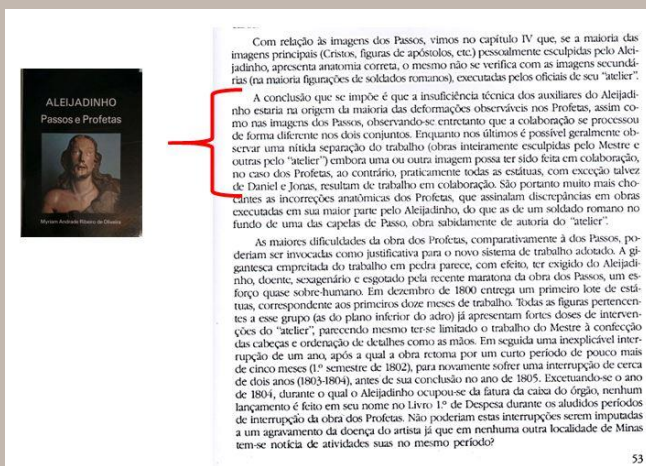 ALEIJADINHO
Passos e Profetas
Myriam Andrade Ribeiro de Oliveira
Com relação às imagens dos Passos, vimos no capítulo IV que, se a maioria das
imagens principais (Cristos, figuras de apóstolos, etc.) pessoalmente esculpidas pelo Alei-
jadinho, apresenta anatomia correta, o mesmo não se verifica com as imagens secundá-
rias (na maioria figurações de soldados romanos), executadas pelos oficiais de seu "atelier".
A conclusão que se impõe é que a insuficiência técnica dos auxiliares do Aleijadi-
nho estaria na origem da maioria das deformações observáveis nos Profetas, assim co-
mo nas imagens dos Passos, observando-se entretanto que a colaboração se processou
de forma diferente nos dois conjuntos. Enquanto nos últimos é possível geralmente ob-
servar uma nítida separação do trabalho (obras inteiramente esculpidas pelo Mestre e
outras pelo "atelier") embora uma ou outra imagem possa ter sido feita em colaboração,
no caso dos Profetas, ao contrário, praticamente todas as estátuas, com exceção talvez
de Daniel e Jonas, resultam de trabalho em colaboração. São portanto muito mais cho-
cantes as incorreções anatômicas dos Profetas, que assinalam discrepâncias em obras
executadas em sua maior parte pelo Aleijadinho, do que as de um soldado romano no
fundo de uma das capelas de Passo, obra sabidamente de autoria do "atelier".
As maiores dificuldades da obra dos Profetas, comparativamente à dos Passos, po-
deriam ser invocadas como justificativa para o novo sistema de trabalho adotado. A gi-
gantesca empreitada do trabalho em pedra parece, com efeito, ter exigido do Aleijadi-
nho, doente, sexagenário e esgotado pela recente maratona da obra dos Passos, um es-
forço quase sobre-humano. Em dezembro de 1800 entrega um primeiro lote de está-
tuas, correspondente aos primeiros doze meses de trabalho. Todas as figuras pertencen-
tes a esse grupo (as do plano inferior do adro) já apresentam fortes doses de interven-
ções do "atelier", parecendo mesmo ter-se limitado o trabalho do Mestre à confecção
das cabeças e ordenação de detalhes como as mãos. Em seguida uma inexplicável inter-
rupção de um ano, após a qual a obra retoma por um curto período de pouco mais
de cinco meses (1.º semestre de 1802), para novamente sofrer uma interrupção de cerca
de dois anos (1803-1804), antes de sua conclusão no ano de 1805. Excetuando-se o ano
de 1804, durante o qual o Aleijadinho ocupou-se da fatura da caixa do órgão, nenhum
lançamento é feito em seu nome no Livro 1.º de Despesa durante os aludidos períodos
de interrupção da obra dos Profetas. Não poderiam estas interrupções serem imputadas
a um agravamento da doença do artista já que em nenhuma outra localidade de Minas
tem-se notícia de atividades suas no mesmo período?
53